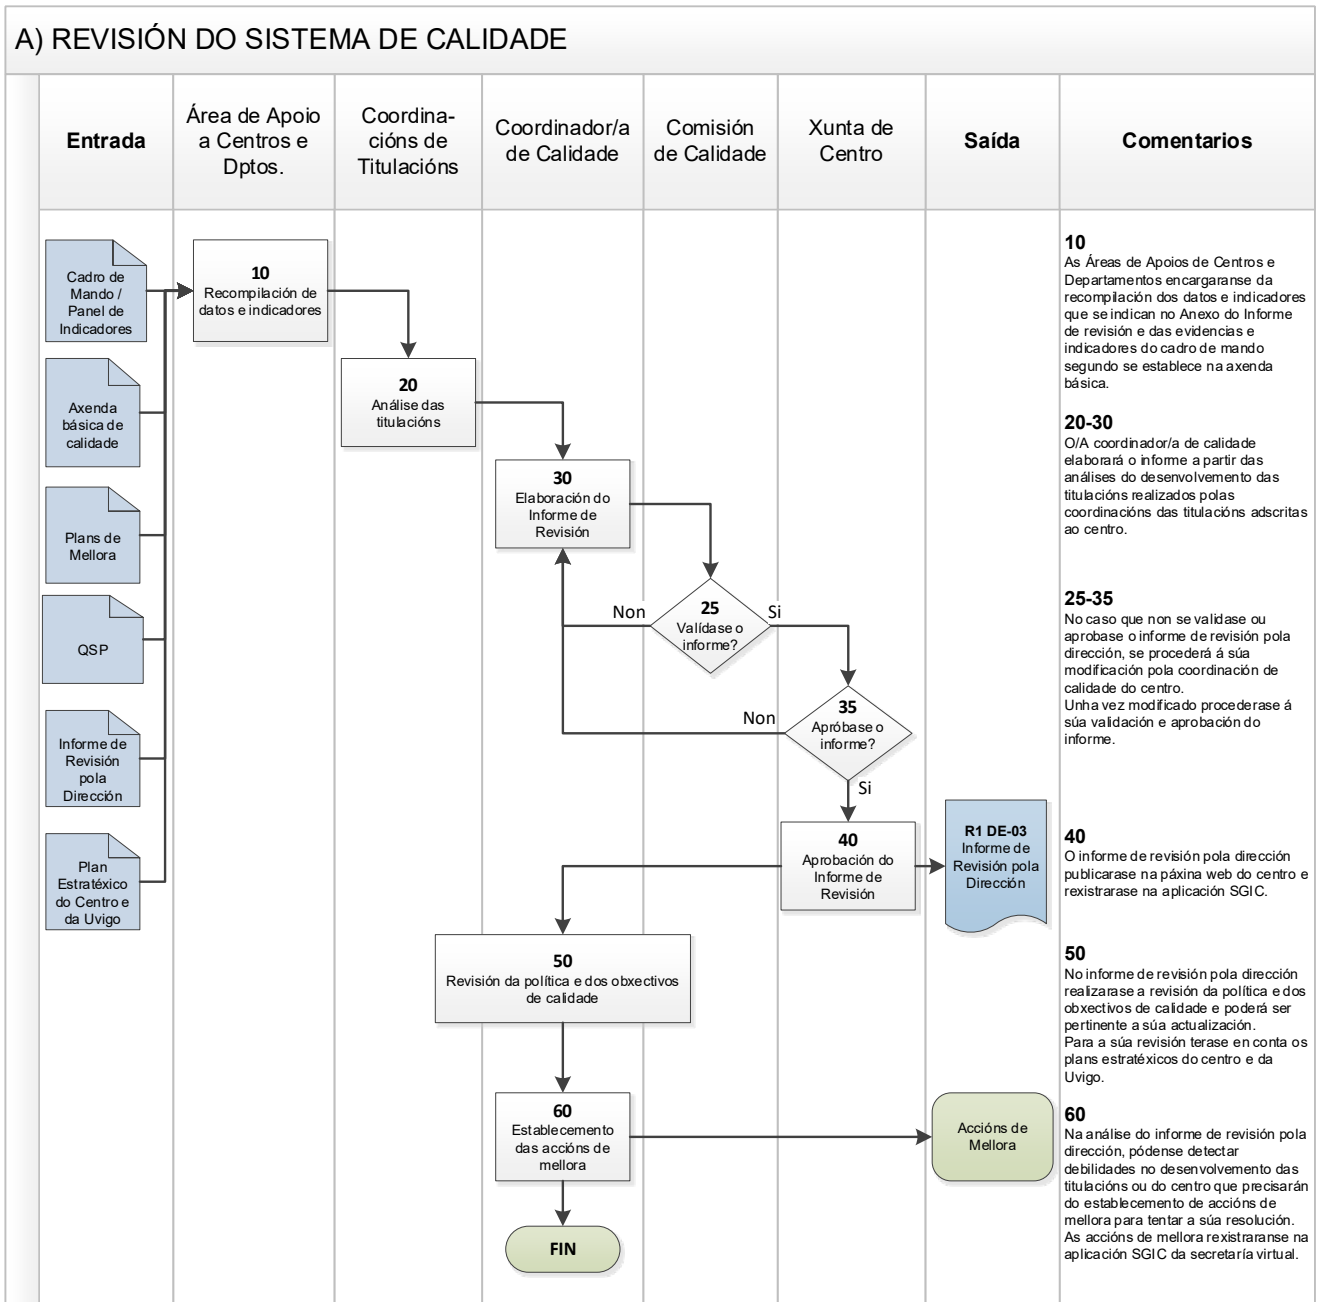 A) REVISIÓN DO SISTEMA DE CALIDADE
Entrada
Área de Apoio
a Centros e
Dptos.
Coordina-
cións de
Titulacións
Coordinador/a
de Calidade
Comisión
de Calidade
Xunta de
Centro
Saída
Comentarios
Cadro de
Mando /
Panel de
Indicadores
Axenda
básica de
calidade
Plans de
Mellora
QSP
Informe de
Revisión
pola
Dirección
Plan
Estratéxico
do Centro e
da Uvigo
10
Recompilación de
datos e indicadores
20
Análise das
titulacións
30
Elaboración do
Informe de
Revisión
25
Valídase o
informe?
Non
Si
35
Apróbase o
informe?
Non
Si
40
Aprobación do
Informe de
Revisión
R1 DE-03
Informe de
Revisión pola
Dirección
50
Revisión da política e dos obxectivos
de calidade
60
Establecemento
das accións de
mellora
Accións de
Mellora
FIN
10
As Áreas de Apoios de Centros e
Departamentos encargaranse da
recompilación dos datos e indicadores
que se indican no Anexo do Informe
de revisión e das evidencias e
indicadores do cadro de mando
segundo se establece na axenda
básica.
20-30
O/A coordinador/a de calidade
elaborará o informe a partir das
análises do desenvolvemento das
titulacións realizados polas
coordinacións das titulacións adscritas
ao centro.
25-35
No caso que non se validase ou
aprobase o informe de revisión pola
dirección, se procederá á súa
modificación pola coordinación de
calidade do centro.
Unha vez modificado procederase á
súa validación e aprobación do
informe.
40
O informe de revisión pola dirección
publicarase na páxina web do centro e
rexistrarase na aplicación SGIC.
50
No informe de revisión pola dirección
realizarase a revisión da política e dos
obxectivos de calidade e poderá ser
pertinente a súa actualización.
Para a súa revisión terase en conta os
plans estratéxicos do centro e da
Uvigo.
60
Na análise do informe de revisión pola
dirección, pódense detectar
debilidades no desenvolvemento das
titulacións ou do centro que precisarán
do establecemento de accións de
mellora para tentar a súa resolución.
As accións de mellora rexistraranse na
aplicación SGIC da secretaría virtual.